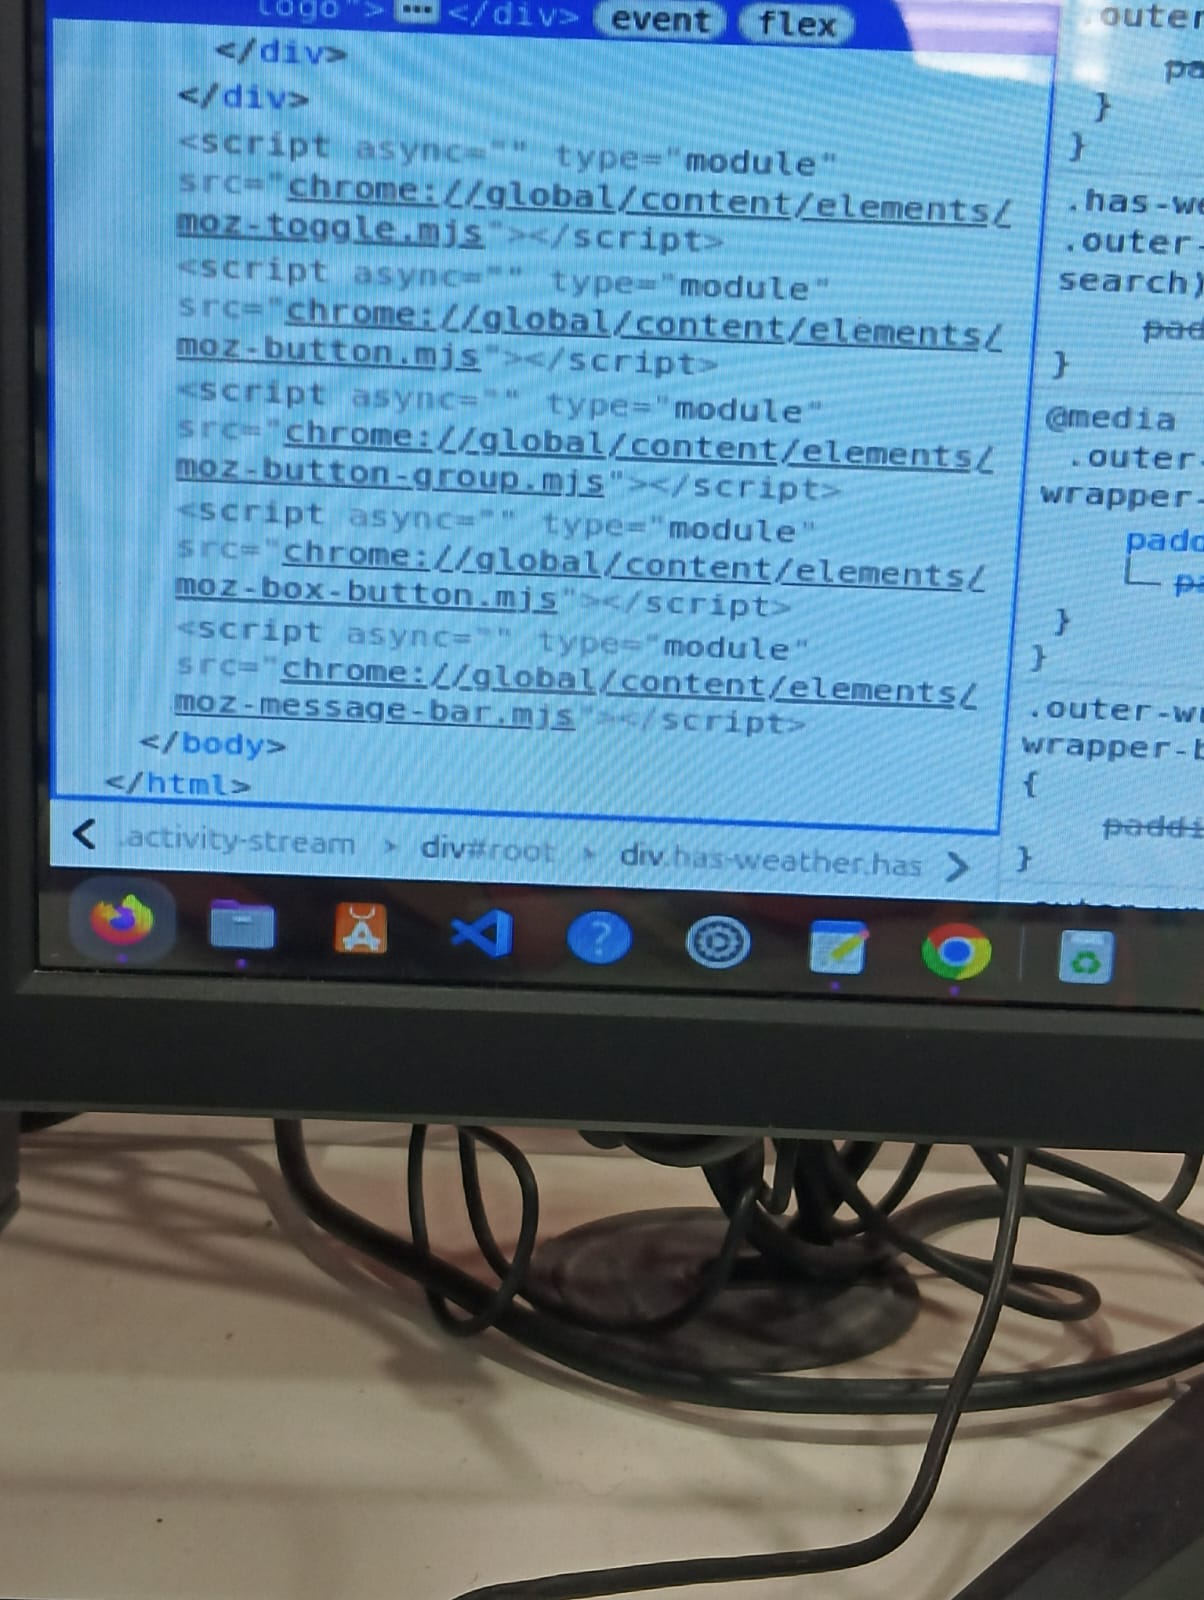 logo"> ••• </div> event flex
</div>
</div>
<script async="" type="module"
src="chrome://global/content/elements/
moz-toggle.mjs"></script>
<script async="" type="module"
src="chrome://global/content/elements/
moz-button.mjs"></script>
<script async="" type="module"
src="chrome://global/content/elements/
moz-button-group.mjs"></script>
<script async="" type="module"
src="chrome://global/content/elements/
moz-box-button.mjs"></script>
<script async="" type="module"
src="chrome://global/content/elements/
moz-message-bar.mjs"></script>
</body>
</html>
.activity-stream > div#root > div.has-weather.has
.outer
pa
}
}
.has-we
.outer-
search)
pad
}
@media
.outer-
wrapper-
padd
pa
}
}
.outer-wr
wrapper-b
{
paddi
}
?